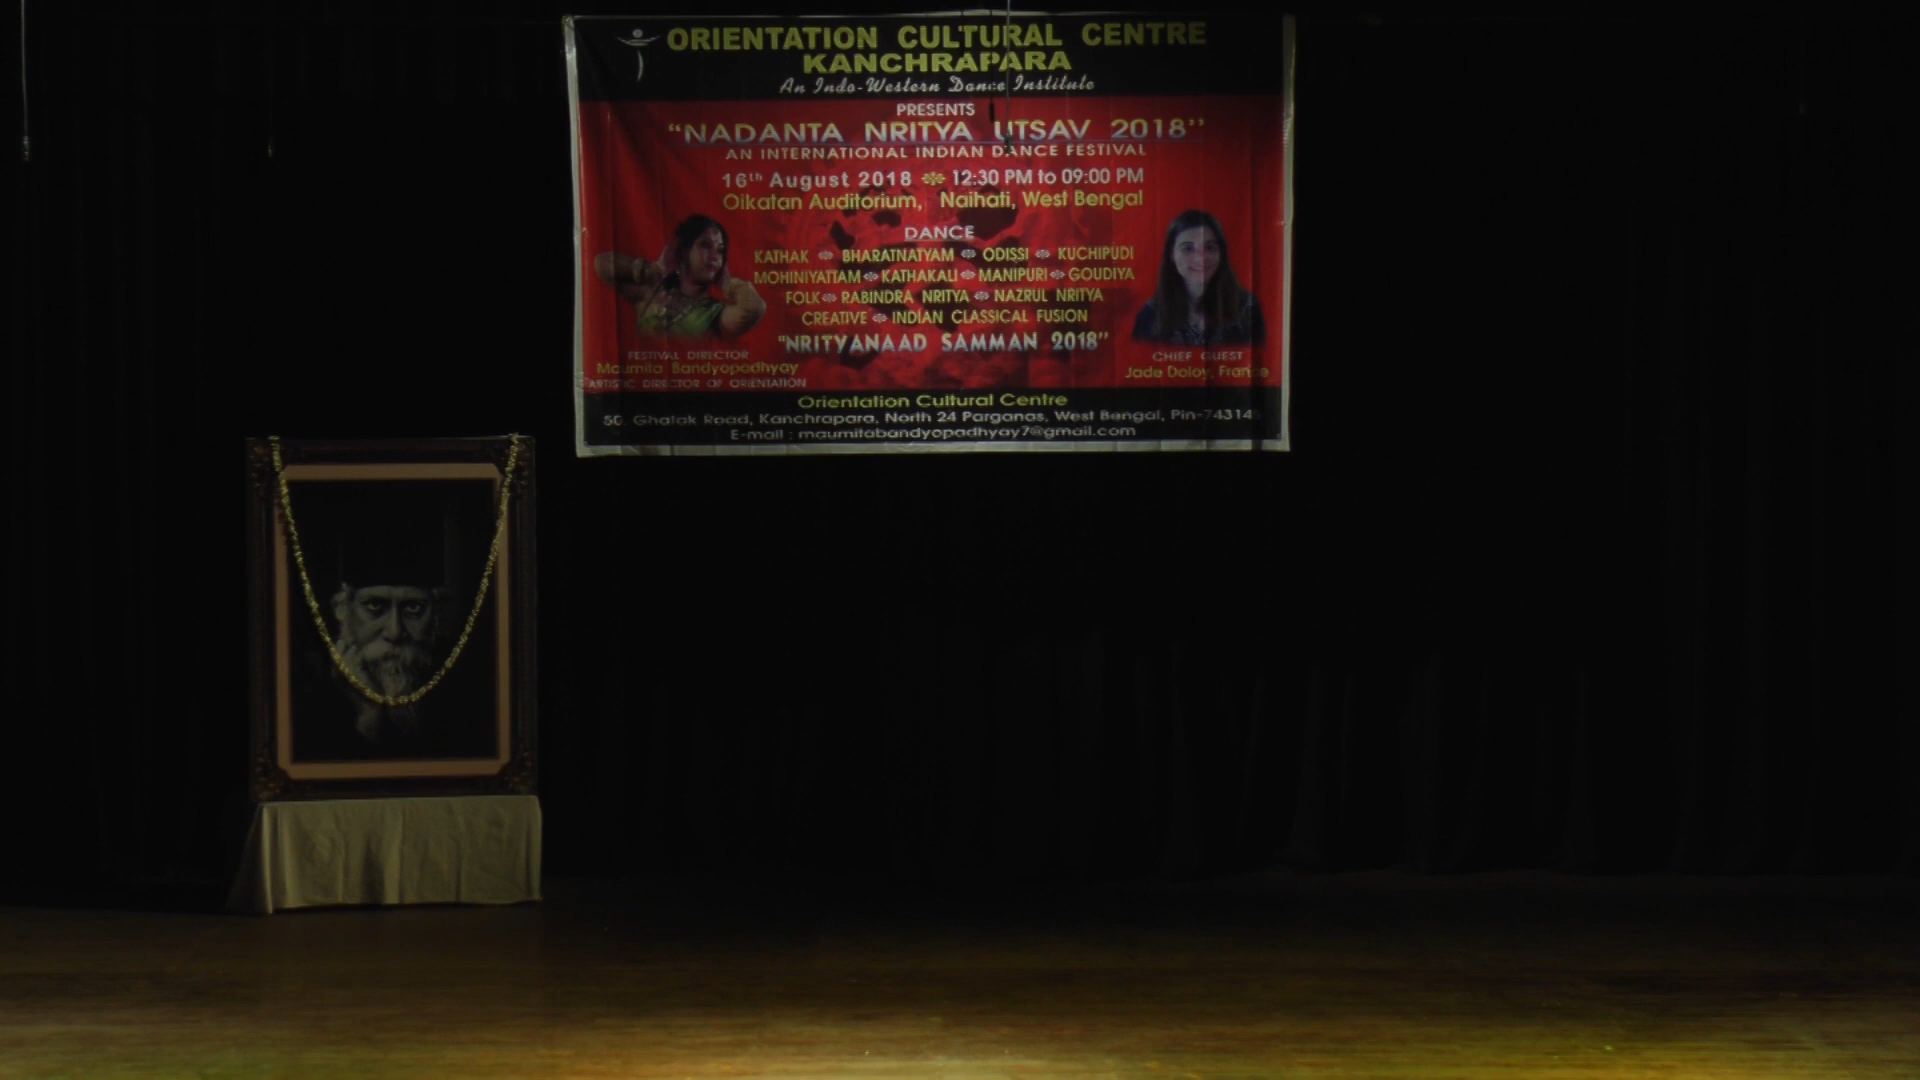 ORIENTATION CULTURAL CENTRE
KANCHRAPARA
An Indo-Western Dance Institute
PRESENTS
"NADANTA NRITYA UTSAV 2018"
AN INTERNATIONAL INDIAN DANCE FESTIVAL
16th August 2018 12:30 PM to 09:00 PM
Oikatan Auditorium, Naihati, West Bengal
DANCE
KATHAK BHARATNATYAM ODISSI KUCHIPUDI
MOHINIYATTAM KATHAKALI MANIPURI GOUDIYA
FOLK RABINDRA NRITYA NAZRUL NRITYA
CREATIVE INDIAN CLASSICAL FUSION
"NRITYANAAD SAMMAN 2018"
FESTIVAL DIRECTOR
Maumita Bandyopadhyay
ARTISTIC DIRECTOR OF ORIENTATION
CHIEF GUEST
Jade Doloy, France
Orientation Cultural Centre
50, Ghatak Road, Kanchrapara, North 24 Parganas, West Bengal, Pin-74314
E-mail : maumitabandyopadhyay7@gmail.com